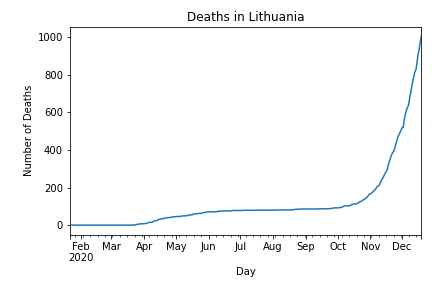 Deaths in Lithuania
Number of Deaths
1000
800
600
400
200
0
Feb Mar Apr May Jun Jul Aug Sep Oct Nov Dec
2020
Day